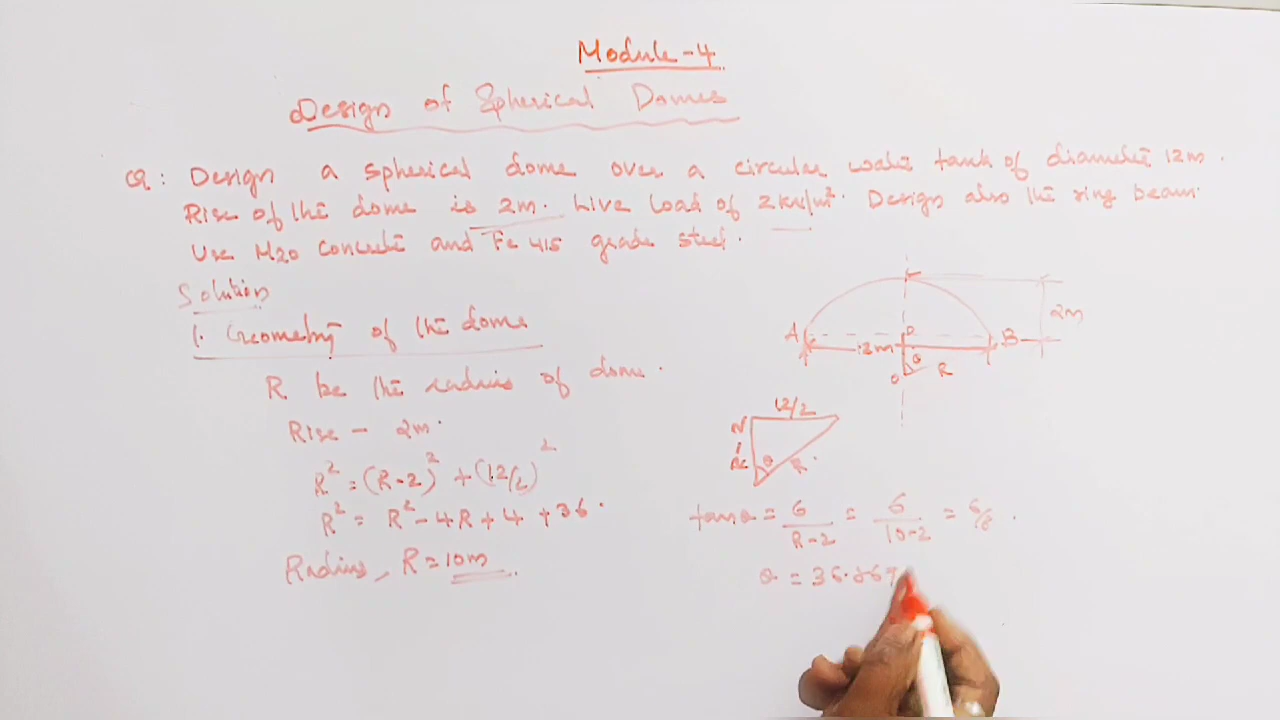 Module-4
Design of Spherical Domes
Q: Design a spherical dome over a circular water tank of diameter 12m.
Rise of the dome is 2m. Live Load of 2kN/m². Design also the ring beam.
Use M20 concrete and Fe 415 grade steel.
Solution
1. Geometry of the dome
R be the radius of dome.
Rise - 2m.
R² = (R-2)² + (12/2)²
R² = R² - 4R + 4 + 36.
Radius, R = 10m
2m
A
B
12m
θ
R
O
12/2
θ
R
tanθ = 6/(R-2) = 6/(10-2) = 6/8.
θ = 36.869